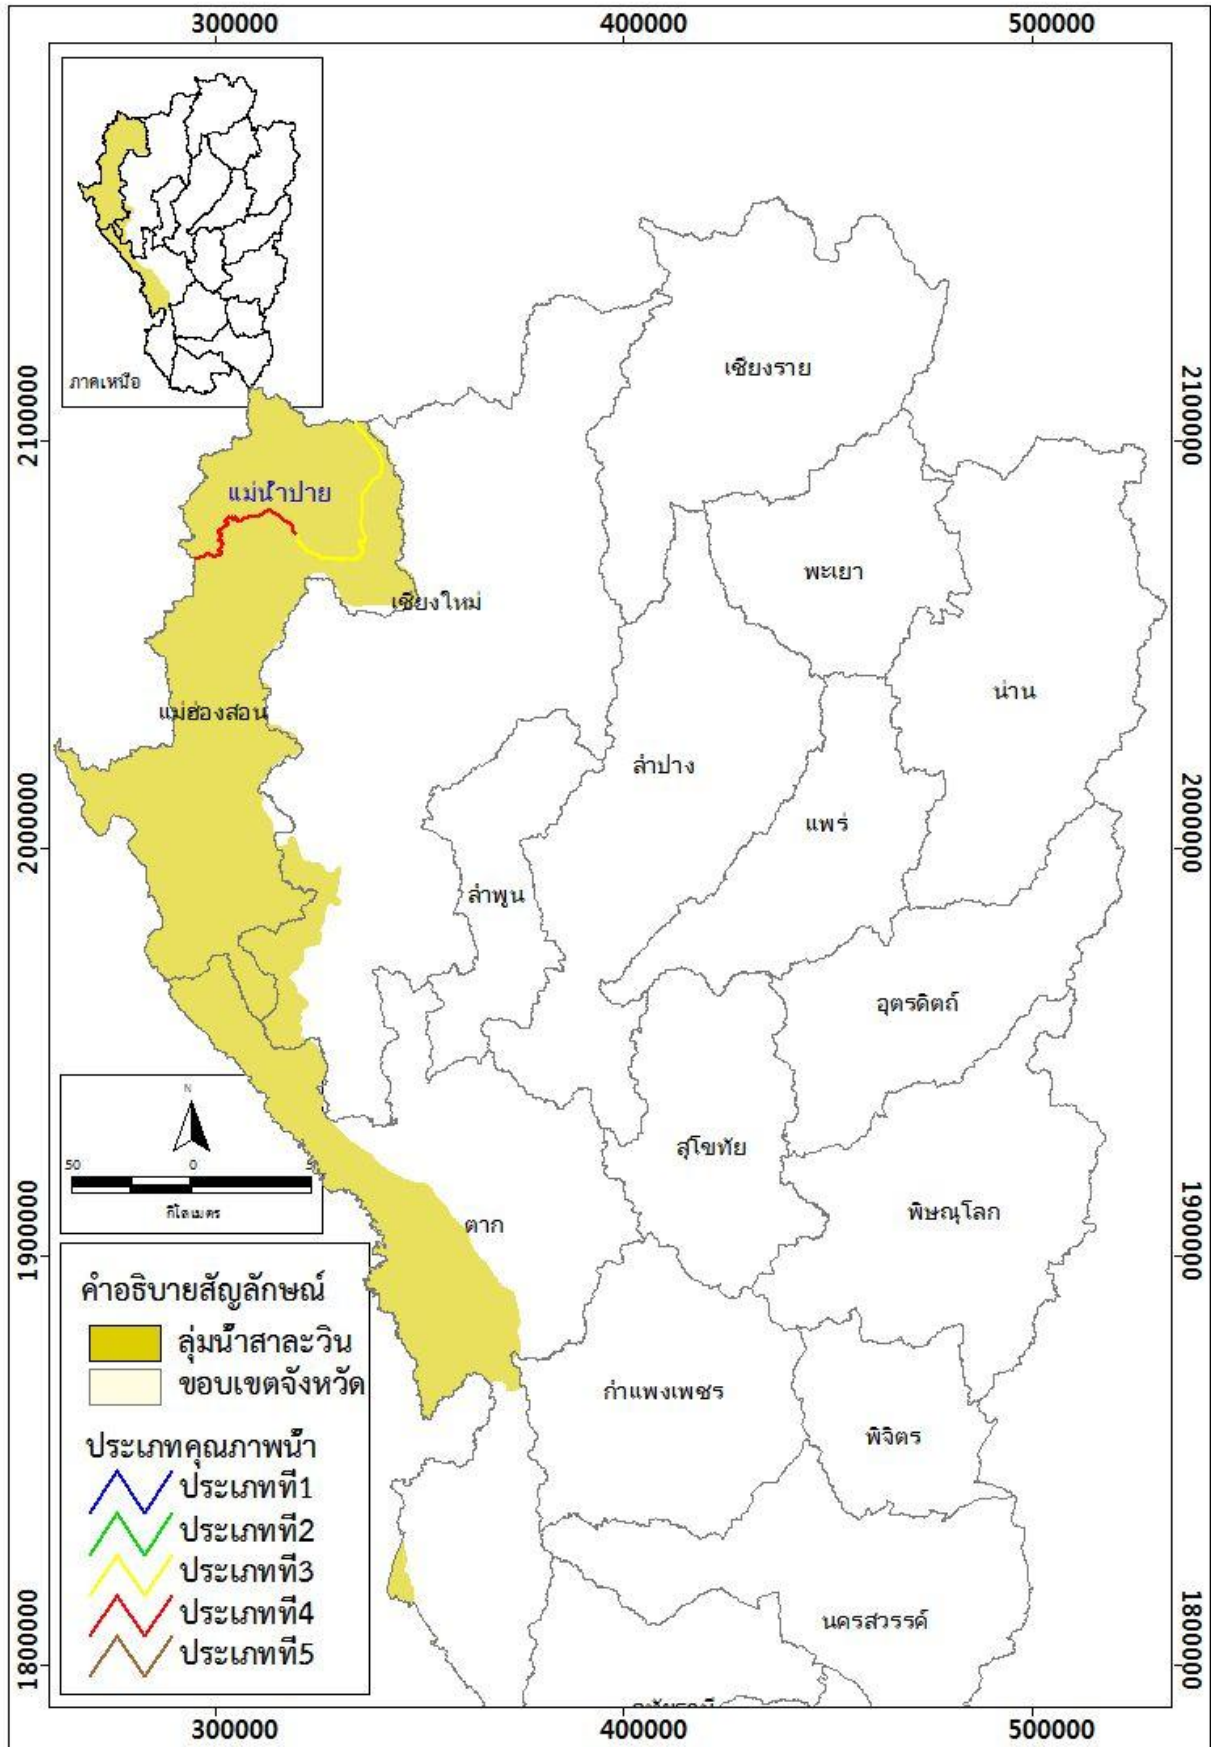 300000
400000
500000
ภาคเหนือ
เชียงราย
2100000
2100000
แม่น้ำปาย
พะเยา
เชียงใหม่
น่าน
แม่ฮ่องสอน
ลำปาง
แพร่
2000000
2000000
ลำพูน
อุตรดิตถ์
N
สุโขทัย
50
0
กิโลเมตร
พิษณุโลก
ตาก
1900000
1900000
คำอธิบายสัญลักษณ์
ลุ่มน้ำสาละวิน
ขอบเขตจังหวัด
กำแพงเพชร
พิจิตร
ประเภทคุณภาพน้ำ
ประเภทที่1
ประเภทที่2
ประเภทที่3
ประเภทที่4
ประเภทที่5
นครสวรรค์
1800000
1800000
300000
400000
500000